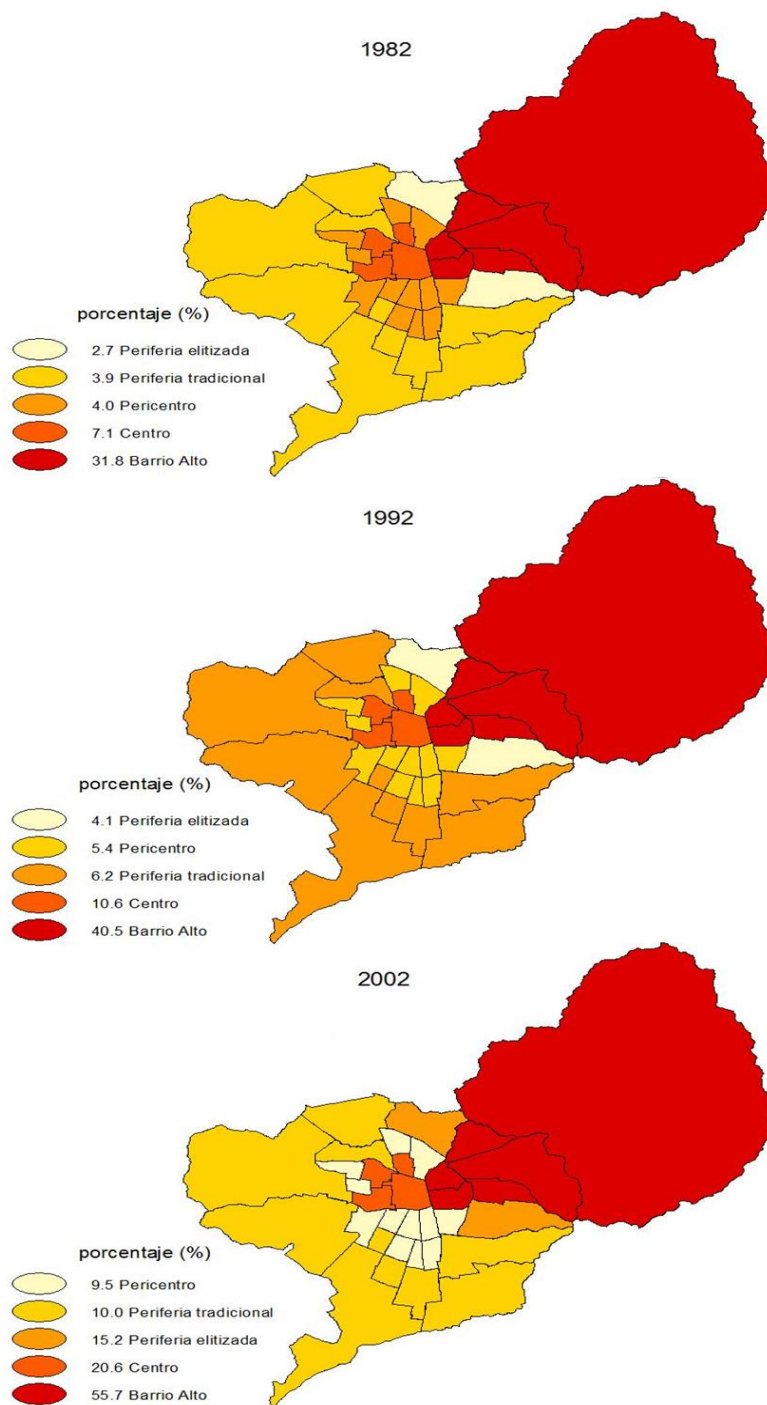 1982
porcentaje (%)
2.7 Periferia elitizada
3.9 Periferia tradicional
4.0 Pericentro
7.1 Centro
31.8 Barrio Alto
1992
porcentaje (%)
4.1 Periferia elitizada
5.4 Pericentro
6.2 Periferia tradicional
10.6 Centro
40.5 Barrio Alto
2002
porcentaje (%)
9.5 Pericentro
10.0 Periferia tradicional
15.2 Periferia elitizada
20.6 Centro
55.7 Barrio Alto